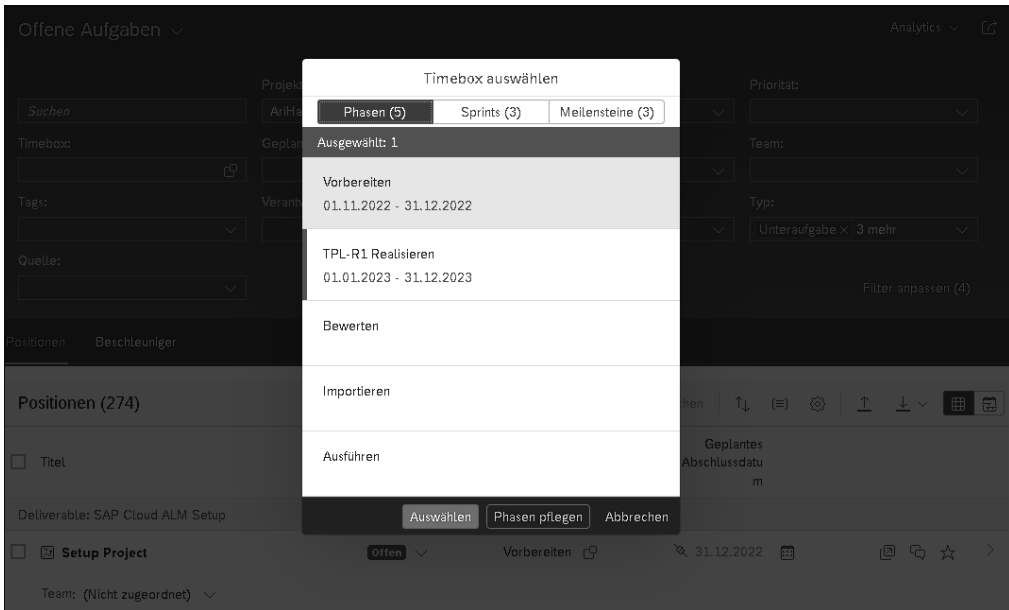 Offene Aufgaben
Analytics
Timebox auswählen
Projekt
Priorität:
Suchen
AriHa
Phasen (5)
Sprints (3)
Meilensteine (3)
Timebox:
Geplan
Ausgewählt: 1
Team:
Vorbereiten
01.11.2022 - 31.12.2022
Tags:
Verantv
Typ:
Unteraufgabe × 3 mehr
TPL-R1 Realisieren
01.01.2023 - 31.12.2023
Quelle:
Filter anpassen (4)
Bewerten
Positionen
Beschleuniger
Importieren
Positionen (274)
chen
Ausführen
Titel
Geplantes
Abschlussdatu
m
Deliverable: SAP Cloud ALM Setup
Auswählen
Phasen pflegen
Abbrechen
Setup Project
Offen
Vorbereiten
31.12.2022
Team: (Nicht zugeordnet)